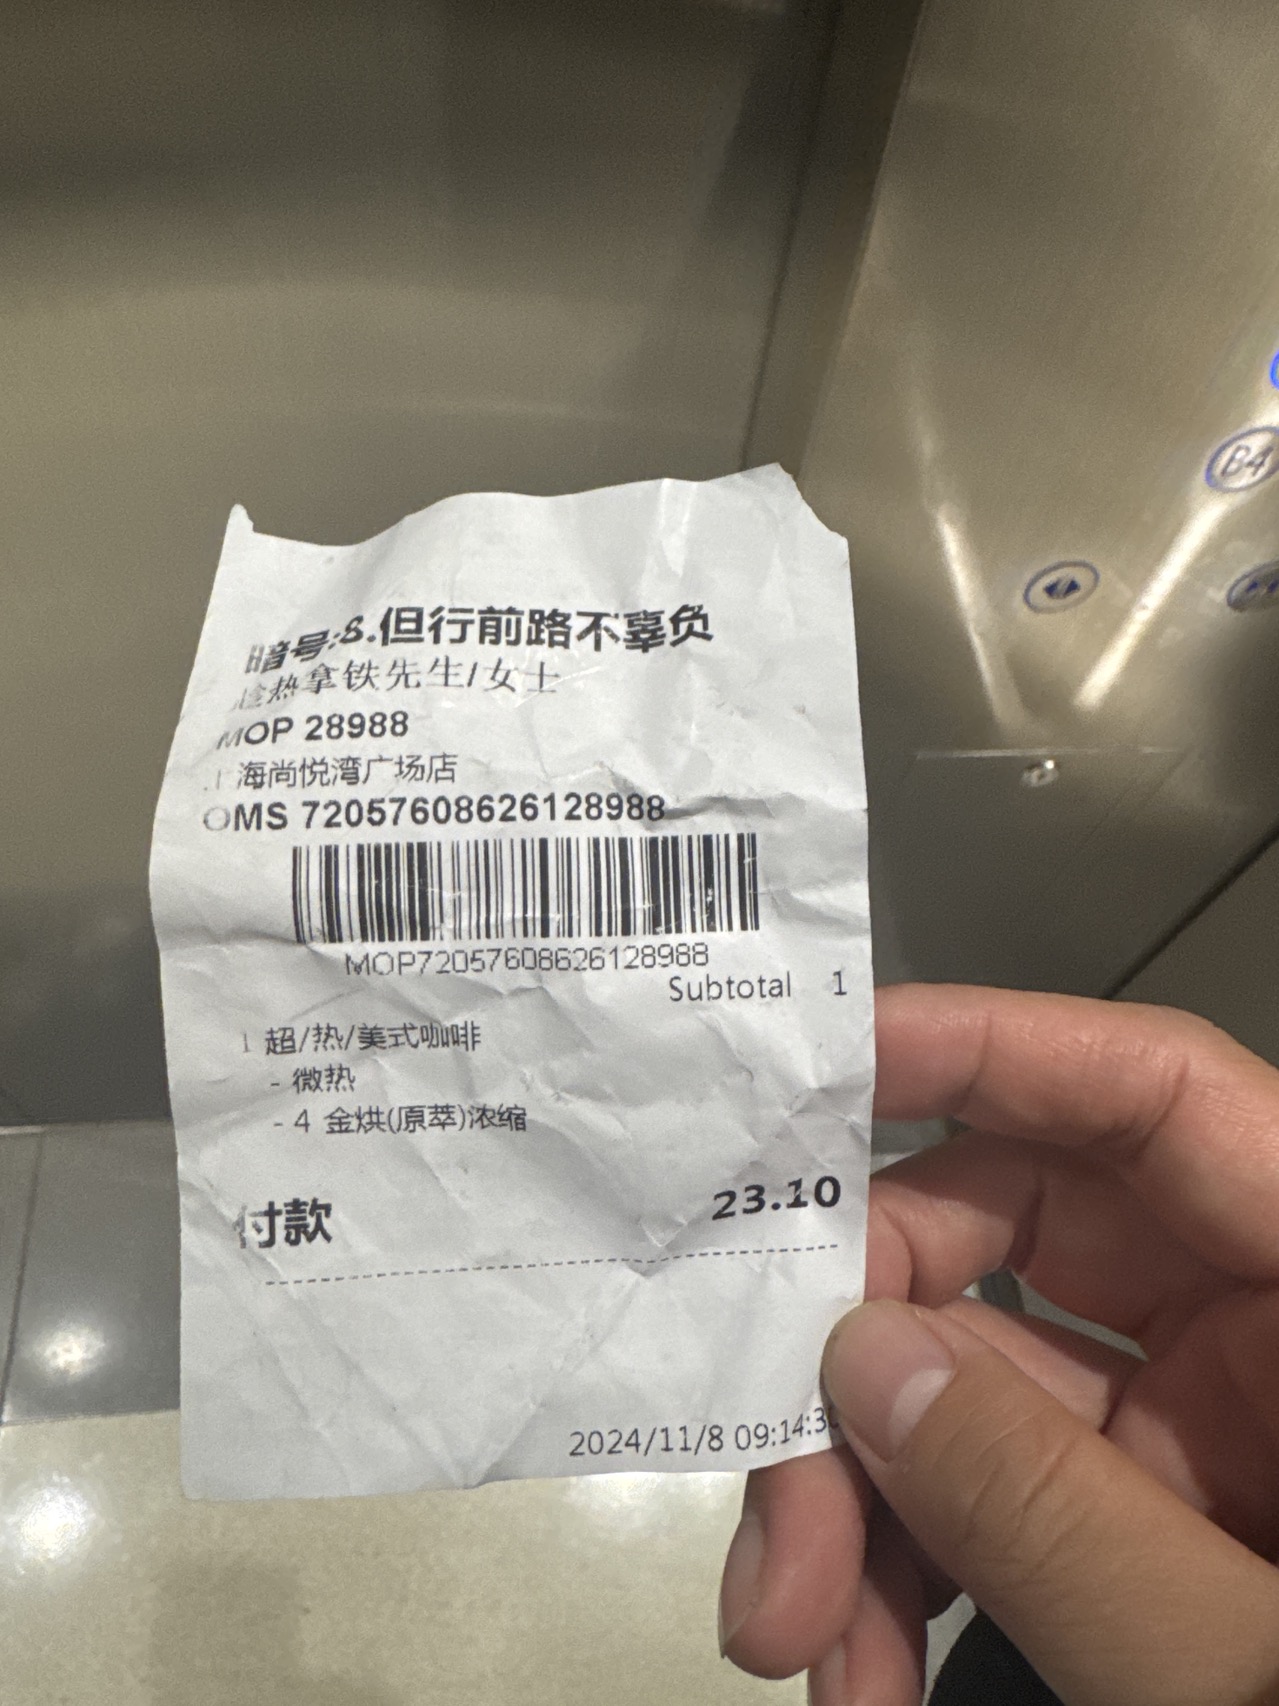 暗号:8.但行前路不辜负
热拿铁先生/女士
MOP 28988
上海尚悦湾广场店
OMS 72057608626128988
MOP72057608626128988
Subtotal 1
1 超/热/美式咖啡
- 微热
- 4 金烘(原萃)浓缩
付款 23.10
2024/11/8 09:14:3
B4